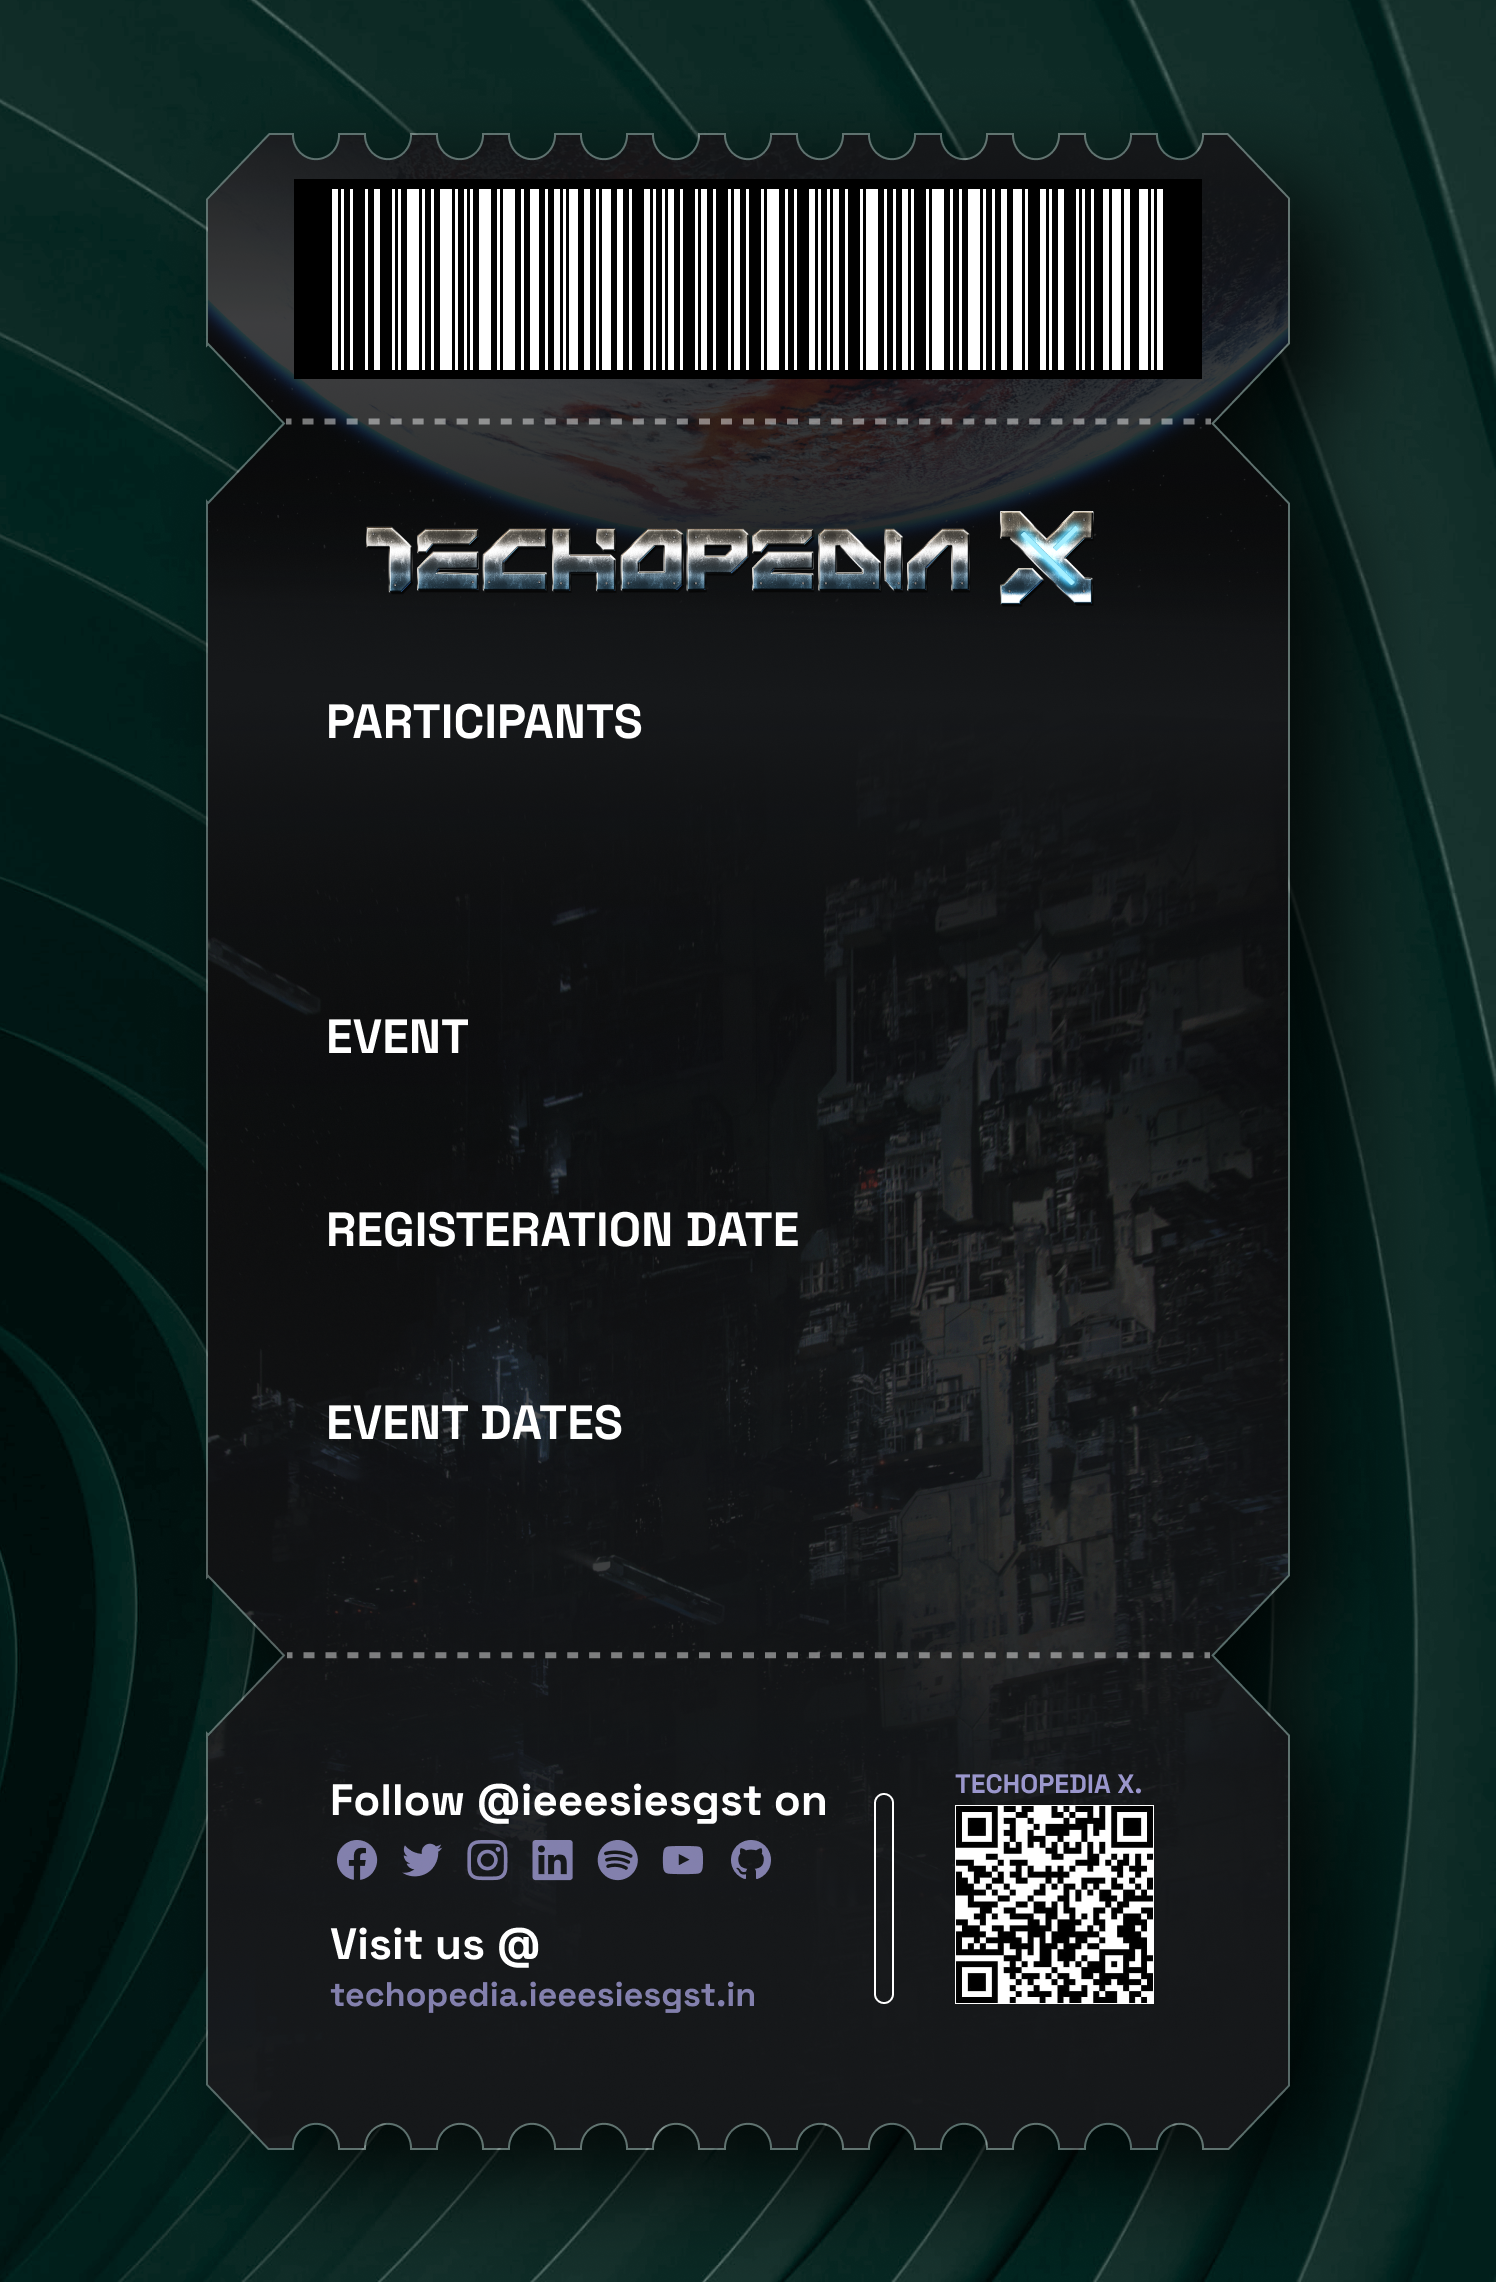 TECHOPEDIA X
PARTICIPANTS
EVENT
REGISTERATION DATE
EVENT DATES
Follow @ieeesiesgst on
TECHOPEDIA X.
Visit us @
techopedia.ieeesiesgst.in